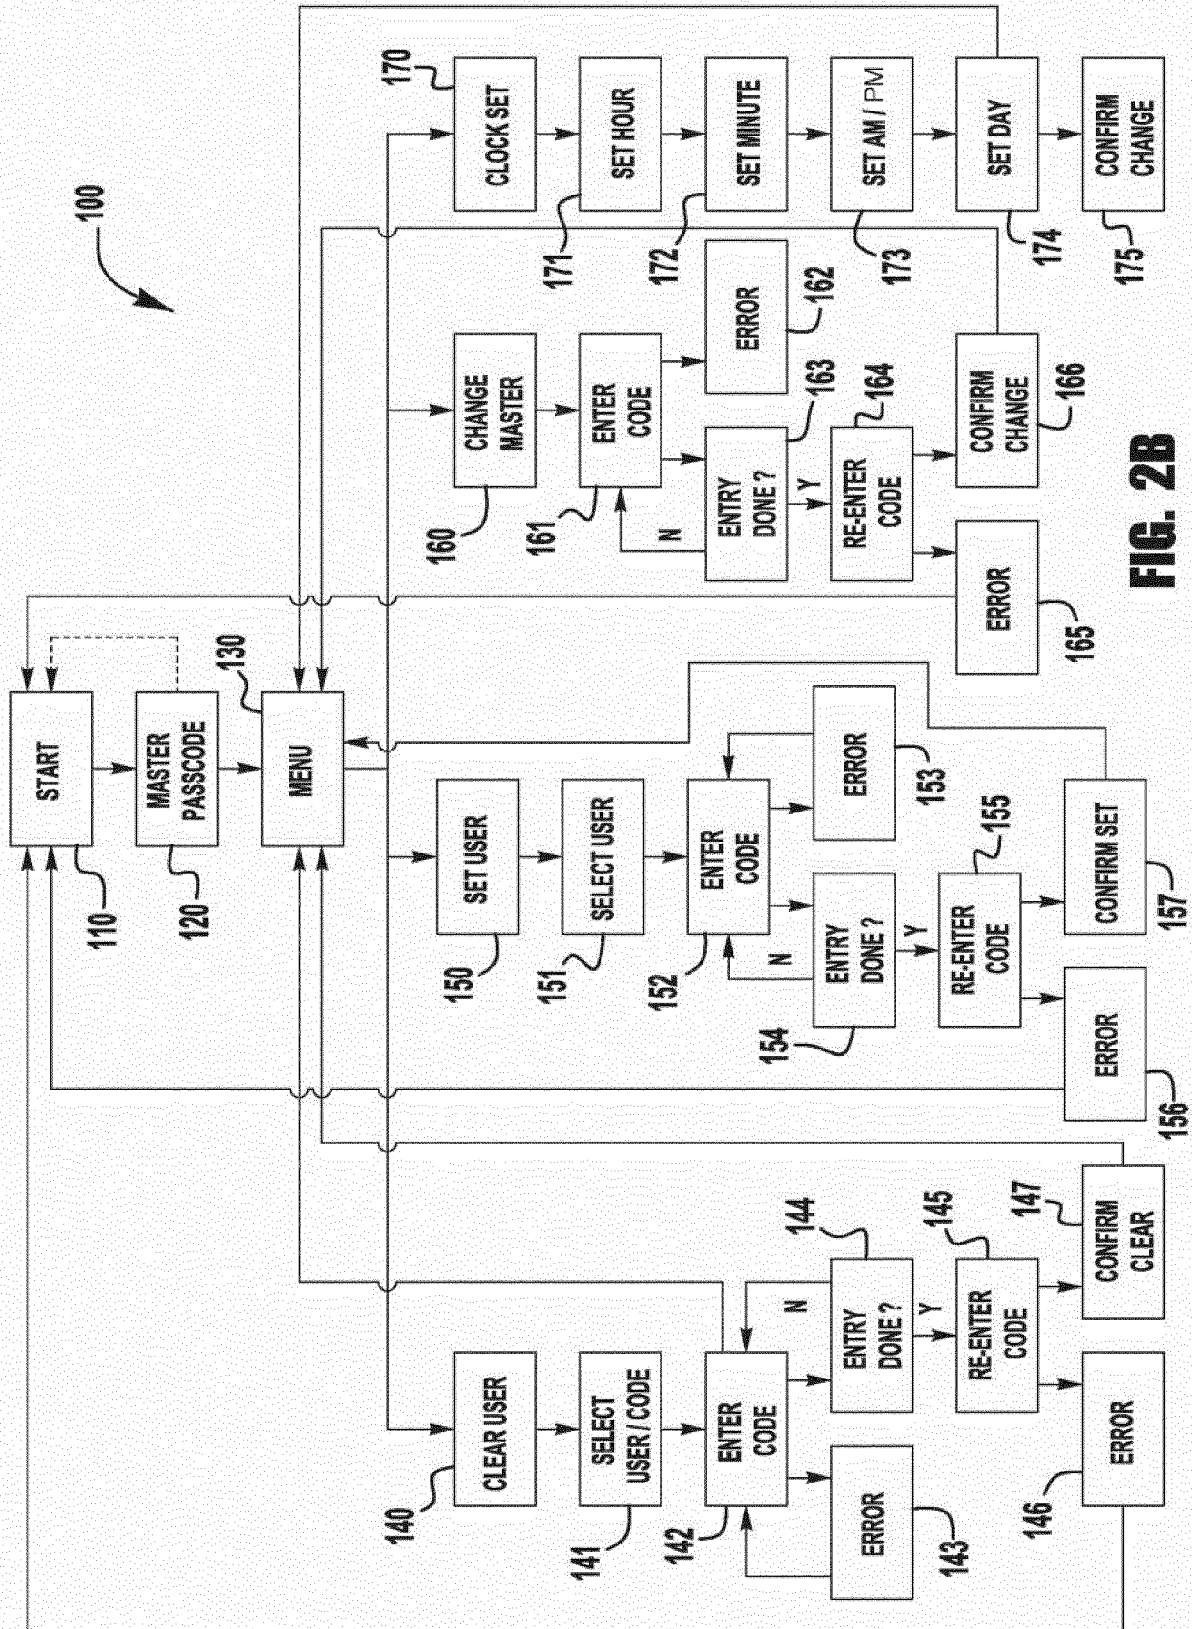 100
START
110
MASTER
PASSCODE
120
MENU
130
CLEAR USER
140
SELECT
USER / CODE
141
ENTER
CODE
142
ERROR
143
ENTRY
DONE ?
144
N
Y
RE-ENTER
CODE
145
ERROR
146
CONFIRM
CLEAR
147
SET USER
150
SELECT USER
151
ENTER
CODE
152
ERROR
153
ENTRY
DONE ?
154
N
Y
RE-ENTER
CODE
155
ERROR
156
CONFIRM SET
157
CHANGE
MASTER
160
ENTER
CODE
161
ERROR
162
ENTRY
DONE ?
163
N
Y
RE-ENTER
CODE
164
ERROR
165
CONFIRM
CHANGE
166
CLOCK SET
170
SET HOUR
171
SET MINUTE
172
SET AM / PM
173
SET DAY
174
CONFIRM
CHANGE
175
FIG. 2B